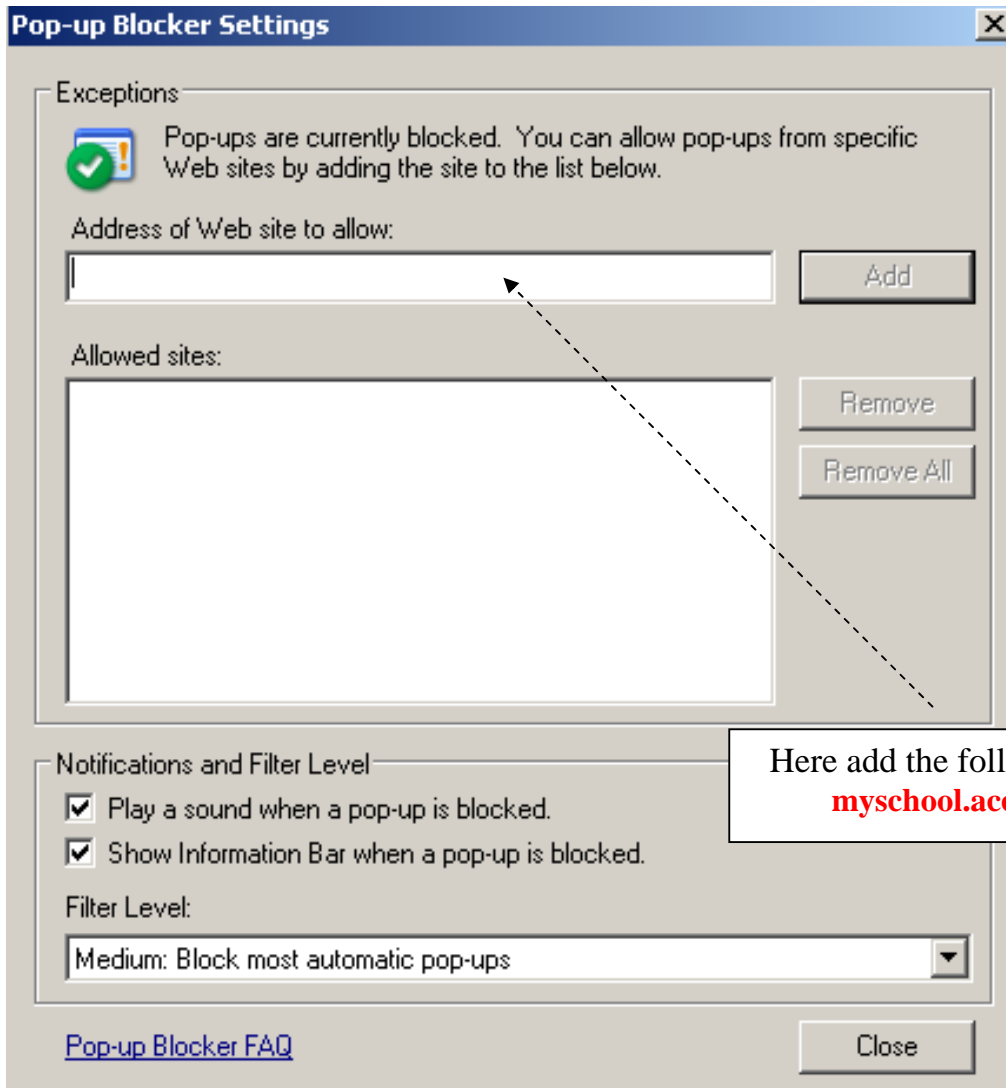 Pop-up Blocker Settings
Exceptions
Pop-ups are currently blocked. You can allow pop-ups from specific
Web sites by adding the site to the list below.
Address of Web site to allow:
Add
Allowed sites:
Remove
Remove All
Here add the
Notifications and Filter Level
Play a sound when a pop-up is blocked.
Show Information Bar when a pop-up is blocked.
Filter Level:
Medium: Block most automatic pop-ups
Pop-up Blocker FAQ
Close